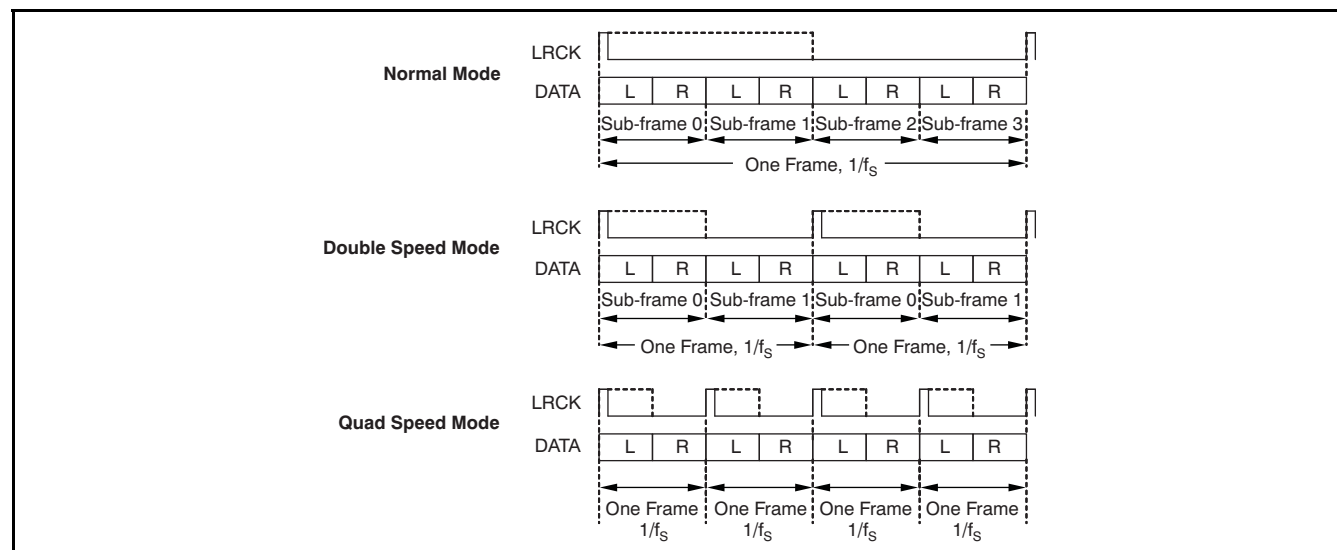 LRCK
Normal Mode
DATA L R L R L R L R
Sub-frame 0 Sub-frame 1 Sub-frame 2 Sub-frame 3
One Frame, 1/fS
LRCK
Double Speed Mode
DATA L R L R L R L R
Sub-frame 0 Sub-frame 1 Sub-frame 0 Sub-frame 1
One Frame, 1/fS One Frame, 1/fS
LRCK
Quad Speed Mode
DATA L R L R L R L R
One Frame One Frame One Frame One Frame
1/fS 1/fS 1/fS 1/fS